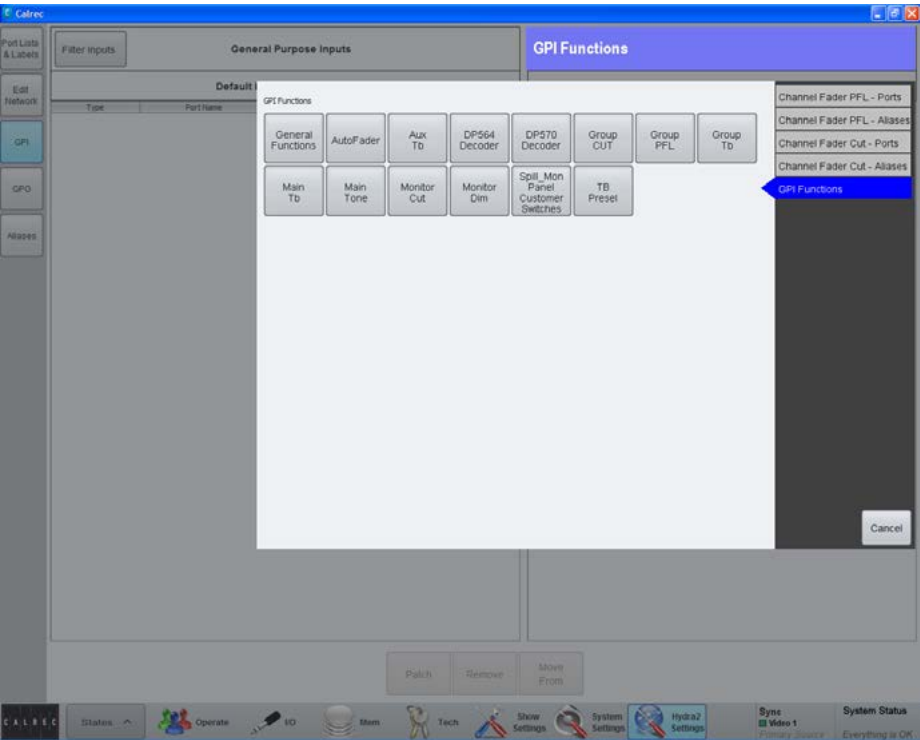 Calrec
Port Lists
& Labels
Filter Inputs
General Purpose Inputs
GPI Functions
Edit
Network
Default
Type
Port Name
GPI
GPO
Aliases
GPI Functions
General
Functions
AutoFader
Aux
Tb
DP564
Decoder
DP570
Decoder
Group
CUT
Group
PFL
Group
Tb
Main
Tb
Main
Tone
Monitor
Cut
Monitor
Dim
Spill_Mon
Panel
Customer
Switches
TB
Presel
Channel Fader PFL - Ports
Channel Fader PFL - Aliases
Channel Fader Cut - Ports
Channel Fader Cut - Aliases
GPI Functions
Cancel
Patch
Remove
Move
From
CALREC
Status
Operate
I/O
Mem
Tech
Show
Settings
System
Settings
Hydra2
Settings
Sync
Video 1
Primary Source
System Status
Everything is OK